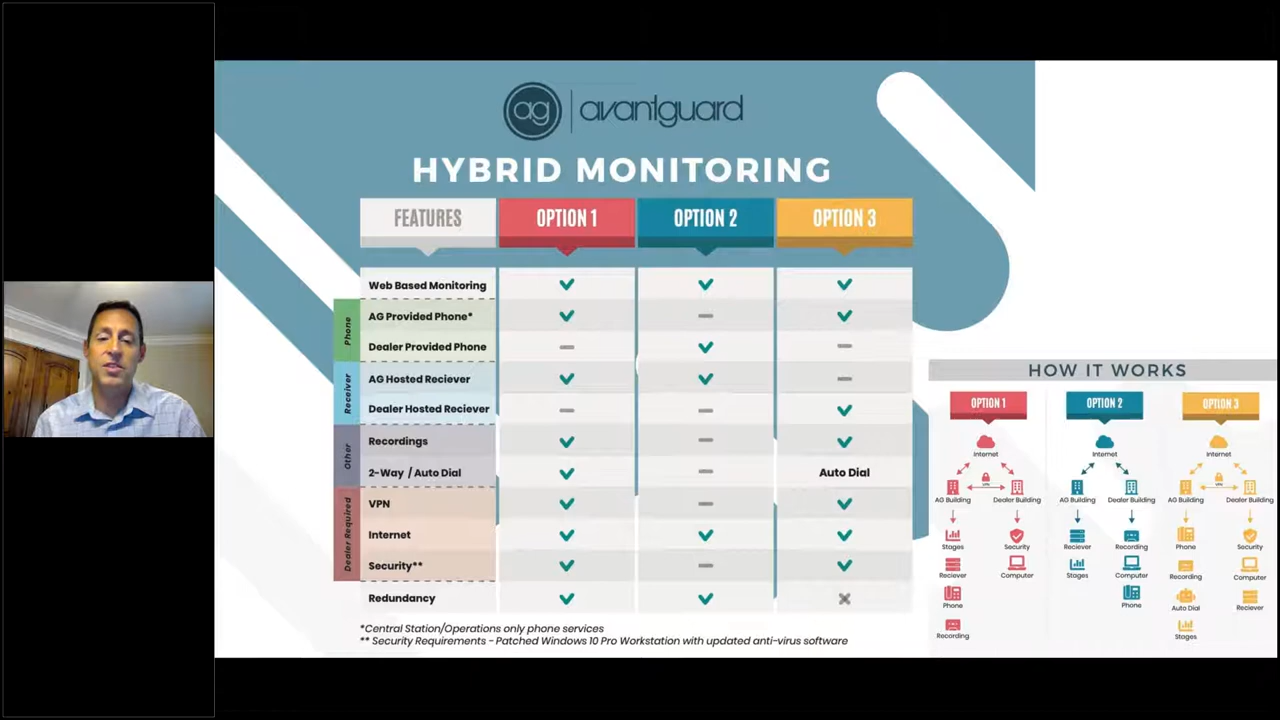 ag avantguard
HYBRID MONITORING
FEATURES OPTION 1 OPTION 2 OPTION 3
Web Based Monitoring
Phone
AG Provided Phone*
Dealer Provided Phone
Receiver
AG Hosted Reciever
Dealer Hosted Reciever
Other
Recordings
2-Way / Auto Dial Auto Dial
Dealer Required
VPN
Internet
Security**
Redundancy
*Central Station/Operations only phone services
** Security Requirements - Patched Windows 10 Pro Workstation with updated anti-virus software
HOW IT WORKS
OPTION 1
Internet
VPN
AG Building Dealer Building
Stages Security
Reciever Computer
Phone
Recording
OPTION 2
Internet
AG Building Dealer Building
Reciever Recording
Stages Computer
Phone
OPTION 3
Internet
VPN
AG Building Dealer Building
Phone Security
Recording Computer
Auto Dial Reciever
Stages